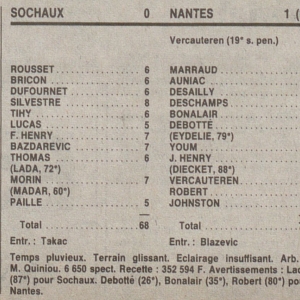 SOCHAUX 0 NANTES 1 (
Vercauteren (19° s. pen.)
ROUSSET 6 MARRAUD
BRICON 6 AUNIAC
DUFOURNET 6 DESAILLY
SILVESTRE 8 DESCHAMPS
TIHY 6 BONALAIR
LUCAS 5 DEBOTTÉ
F. HENRY 7 (EYDELIE, 79°)
BAZDAREVIC 7 YOUM
THOMAS 6 J. HENRY
(LADA, 72°) (DIECKET, 88°)
MORIN 7 VERCAUTEREN
(MADAR, 60°) ROBERT
PAILLE 5 JOHNSTON
Total 68 Total
Entr. : Takac Entr. : Blazevic
Temps pluvieux. Terrain glissant. Eclairage insuffisant. Arb.
M. Quiniou. 6 650 spect. Recette : 352 594 F. Avertissements : Lad
(87°) pour Sochaux. Debotté (26°), Bonalair (35°), Robert (80°) po
Nantes.